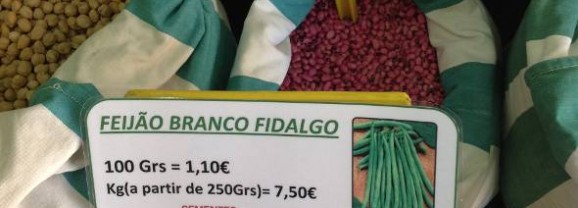 FEIJÃO BRANCO FIDALGO
100 Grs = 1,10€
Kg(a partir de 250Grs)= 7,50€